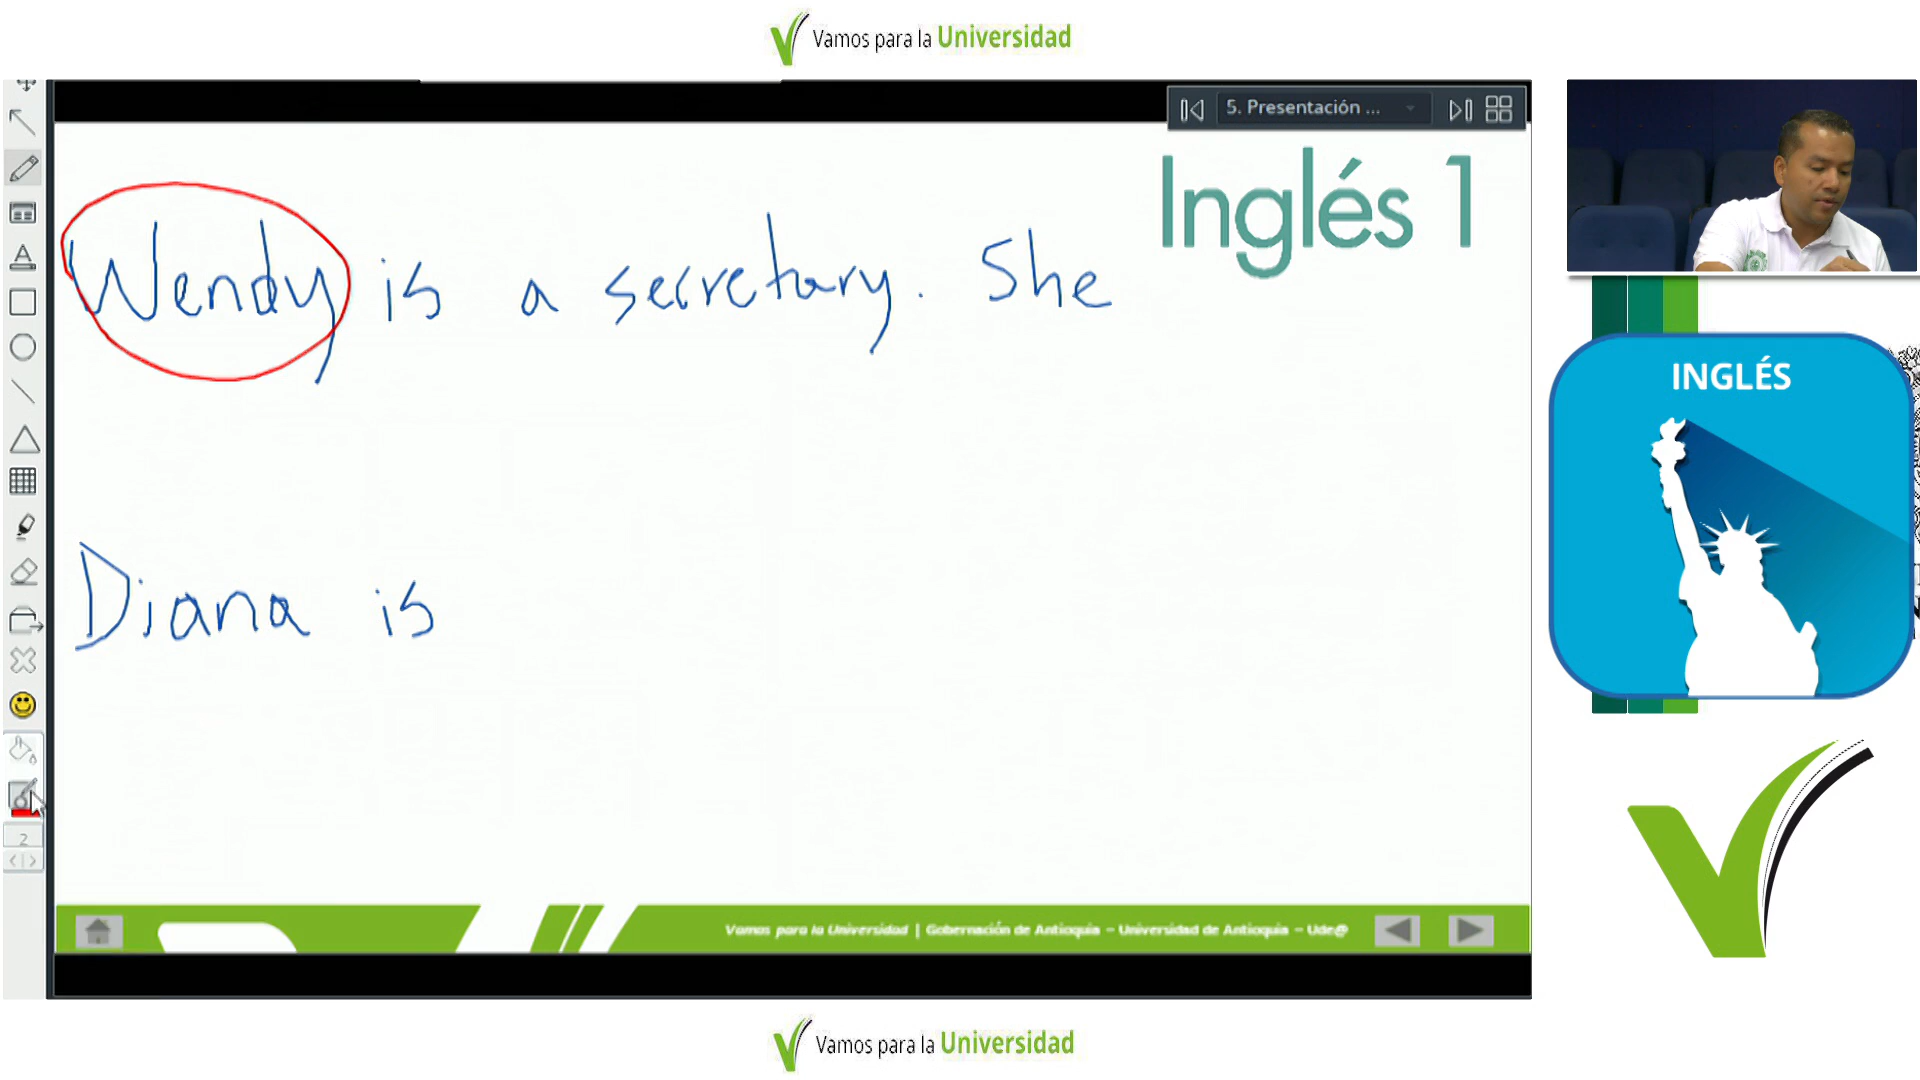 Vamos para la Universidad
5. Presentación ...
Inglés 1
Wendy is a secretary. She
Diana is
INGLÉS
2
Vamos para la Universidad | Gobernación de Antioquia – Universidad de Antioquia – Ude@
Vamos para la Universidad